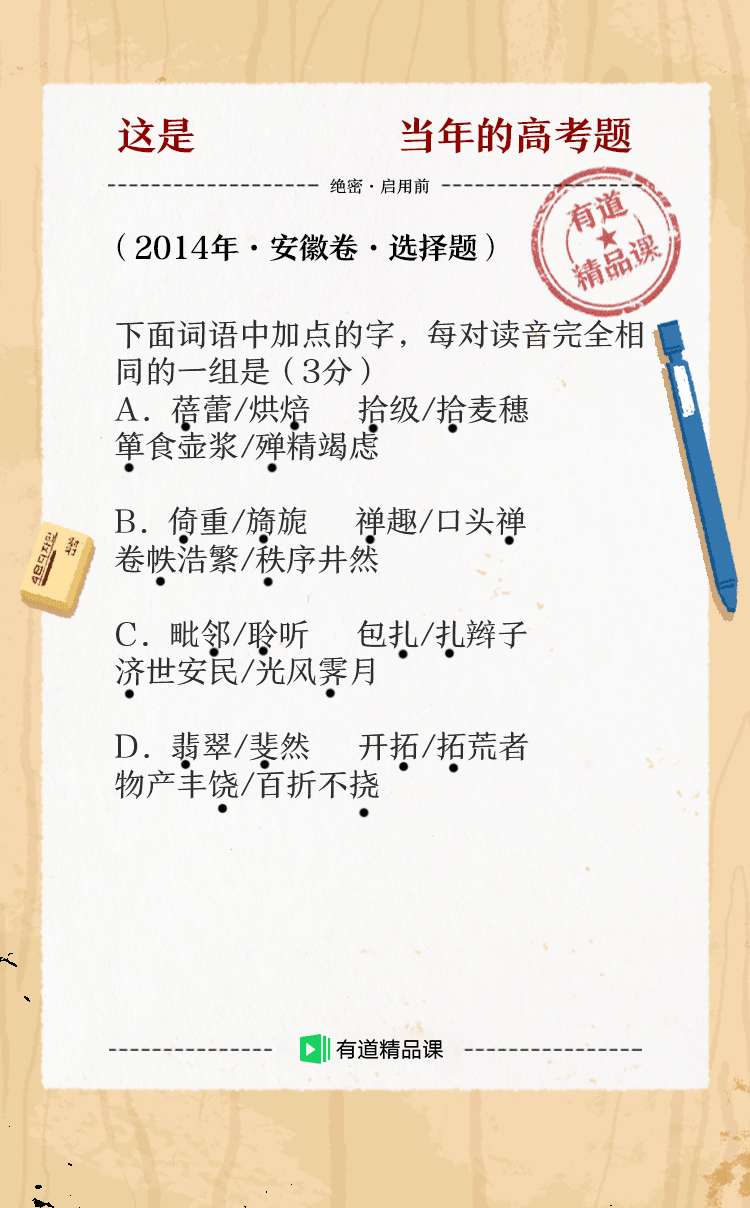 这是 当年的高考题
绝密·启用前
有道
精品课
(2014年·安徽卷·选择题)
下面词语中加点的字，每对读音完全相
同的一组是(3分)
A．蓓蕾/烘焙 拾级/拾麦穗
箪食壶浆/殚精竭虑
B．倚重/旖旎 禅趣/口头禅
卷帙浩繁/秩序井然
C．毗邻/聆听 包扎/扎辫子
济世安民/光风霁月
D．翡翠/斐然 开拓/拓荒者
物产丰饶/百折不挠
有道精品课